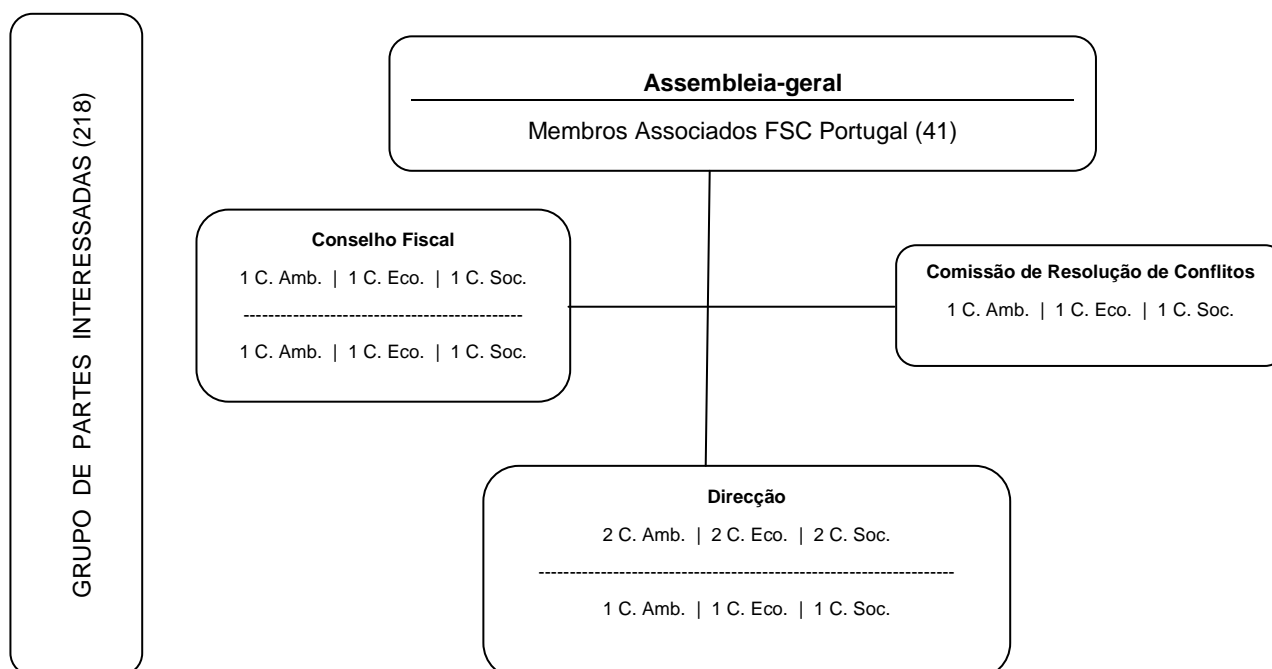 GRUPO DE PARTES INTERESSADAS (218)
Assembleia-geral
Membros Associados FSC Portugal (41)
Conselho Fiscal
1 C. Amb. | 1 C. Eco. | 1 C. Soc.
---------------------------------------------
1 C. Amb. | 1 C. Eco. | 1 C. Soc.
Comissão de Resolução de Conflitos
1 C. Amb. | 1 C. Eco. | 1 C. Soc.
Direcção
2 C. Amb. | 2 C. Eco. | 2 C. Soc.
-------------------------------------------------------------------
1 C. Amb. | 1 C. Eco. | 1 C. Soc.